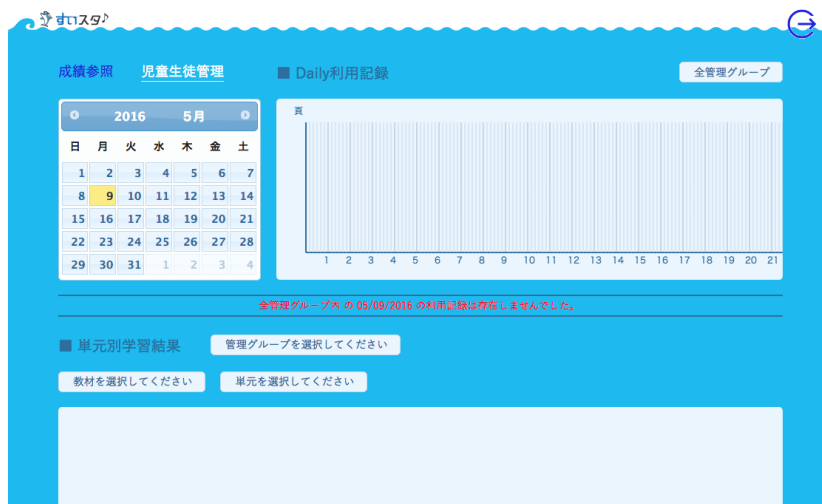 すいスタ♪
成績参照 児童生徒管理
■ Daily利用記録
全管理グループ
2016 5月
日 月 火 水 木 金 土
1 2 3 4 5 6 7
8 9 10 11 12 13 14
15 16 17 18 19 20 21
22 23 24 25 26 27 28
29 30 31 1 2 3 4
頁
1 2 3 4 5 6 7 8 9 10 11 12 13 14 15 16 17 18 19 20 21
全管理グループ内 の 05/09/2016 の利用記録は存在しませんでした。
■ 単元別学習結果
管理グループを選択してください
教材を選択してください
単元を選択してください